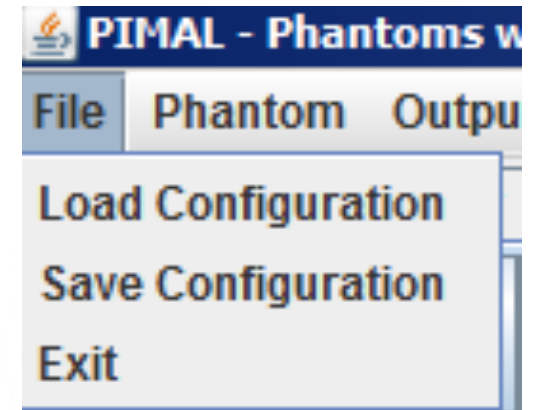 PIMAL - Phantoms w
File Phantom Outpu
Load Configuration
Save Configuration
Exit